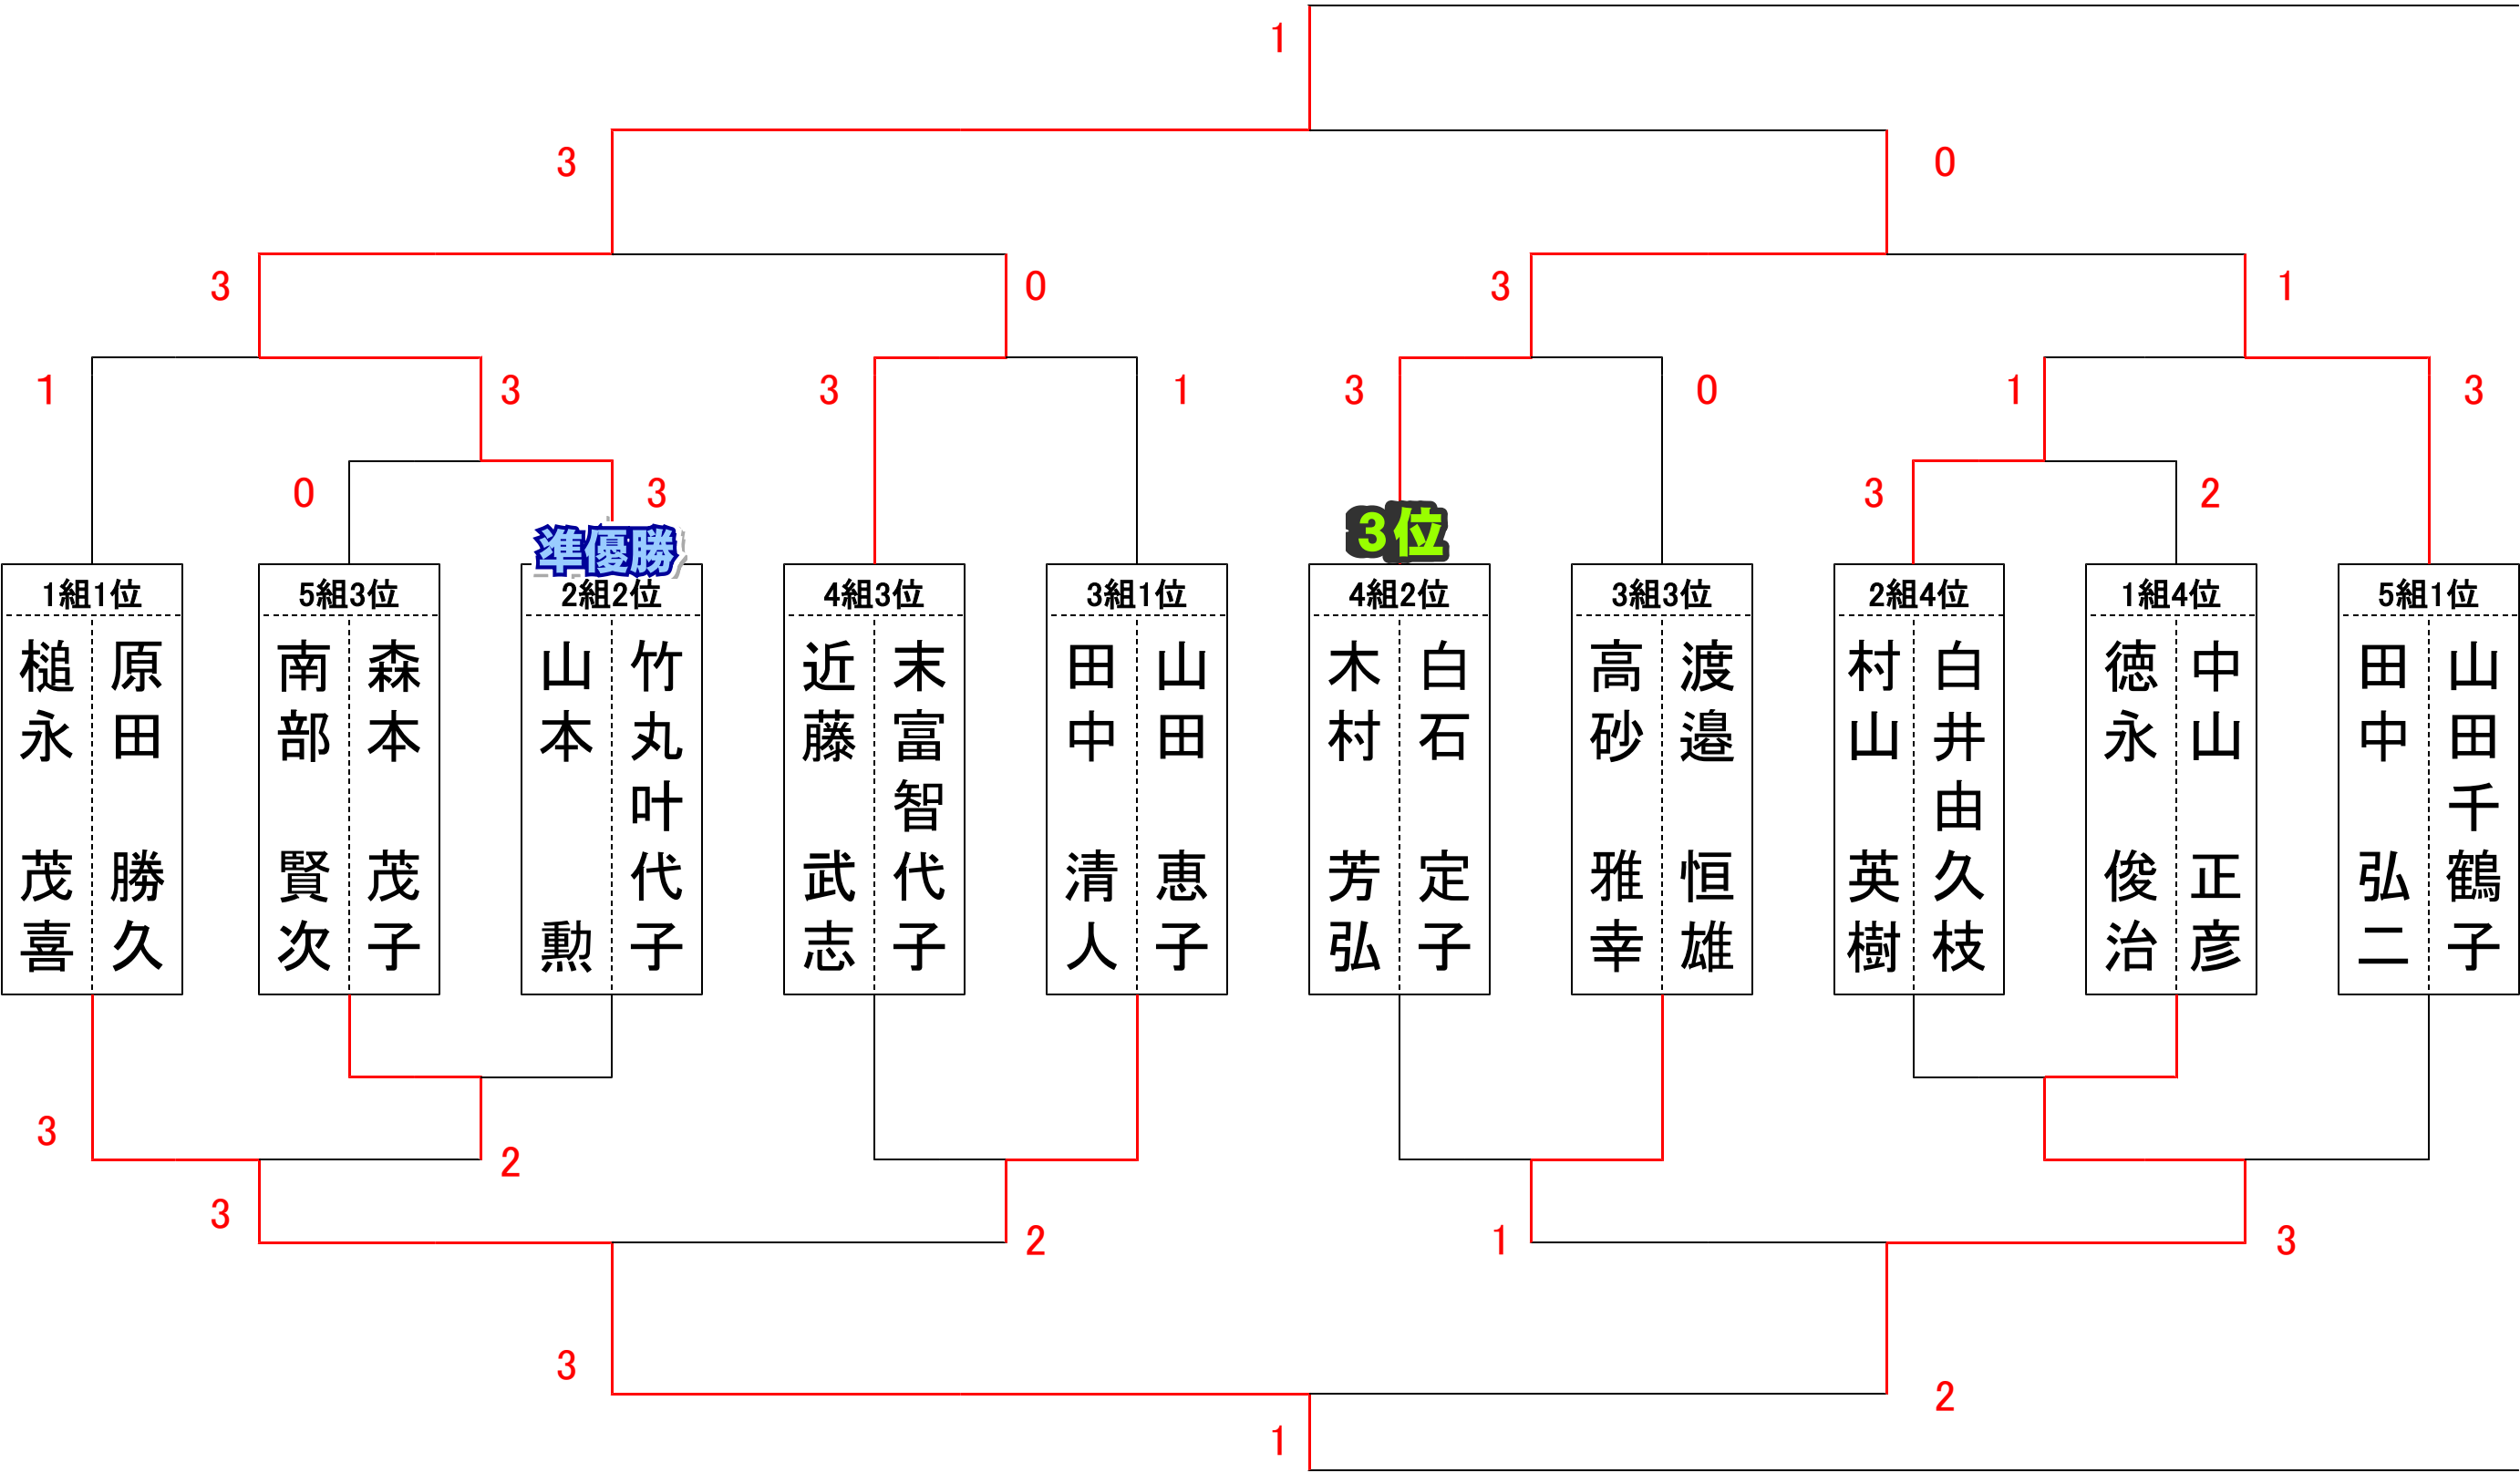 1
3
0
3
0
3
1
1
3
3
1
3
0
1
3
0
3
3
2
準優勝
3位
1組1位
5組3位
2組2位
4組3位
3組1位
4組2位
3組3位
2組4位
1組4位
5組1位
槌永 茂喜
原田 勝久
南部 賢次
森本 茂子
山本 勲
竹丸叶代子
近藤 武志
末富智代子
田中 清人
山田 恵子
木村 芳弘
白石 定子
高砂 雅幸
渡邉 恒雄
村山 英樹
白井由久枝
徳永 俊治
中山 正彦
田中 弘二
山田千鶴子
3
2
3
2
1
3
3
2
1